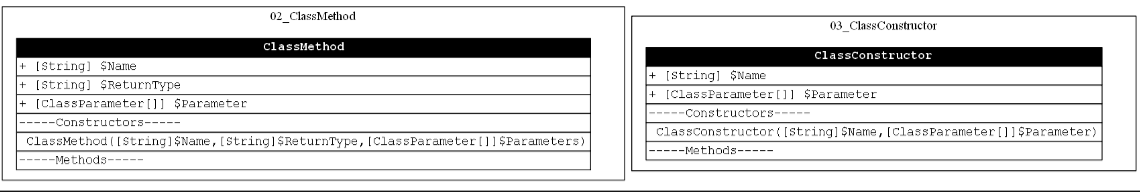 02_ClassMethod
ClassMethod
+ [String] $Name
+ [String] $ReturnType
+ [ClassParameter[]] $Parameter
-----Constructors-----
ClassMethod([String]$Name,[String]$ReturnType,[ClassParameter[]]$Parameters)
-----Methods-----
03_ClassConstructor
ClassConstructor
+ [String] $Name
+ [ClassParameter[]] $Parameter
-----Constructors-----
ClassConstructor([String]$Name,[ClassParameter[]]$Parameter)
-----Methods-----